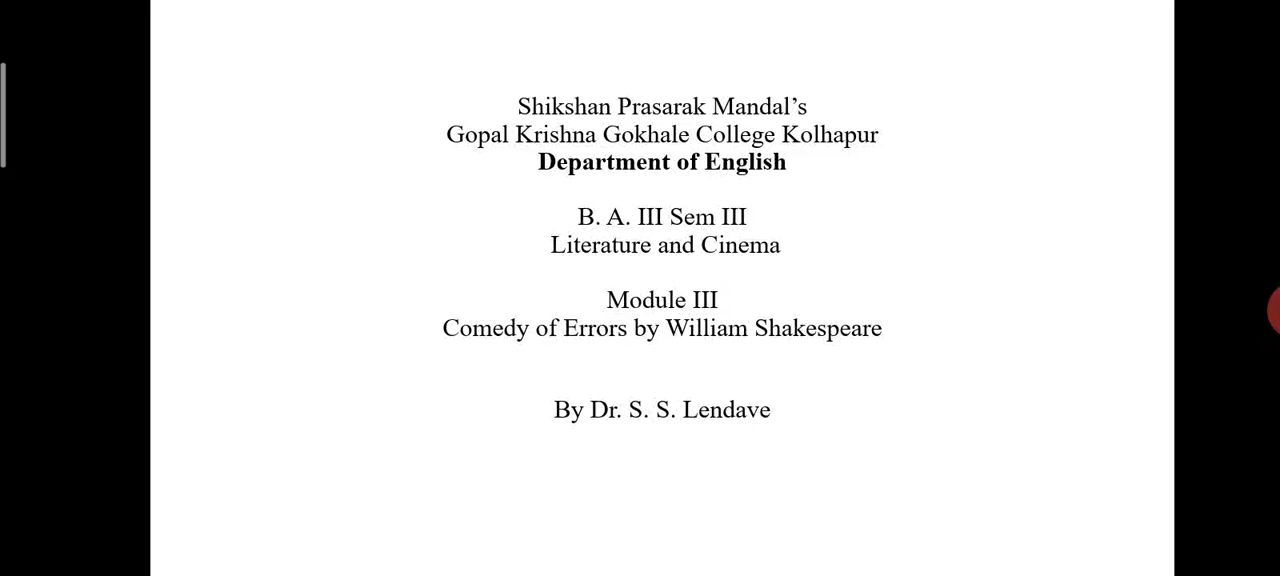 Shikshan Prasarak Mandal’s
Gopal Krishna Gokhale College Kolhapur
Department of English
B. A. III Sem III
Literature and Cinema
Module III
Comedy of Errors by William Shakespeare
By Dr. S. S. Lendave